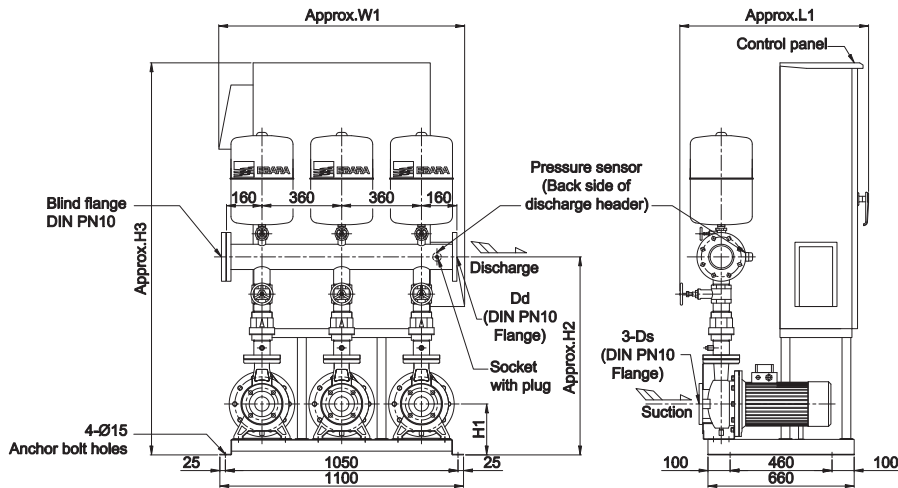 Approx.W1
Approx.L1
Control panel
EBARA
EBARA
EBARA
Pressure sensor
(Back side of
discharge header)
160
360
360
160
Blind flange
DIN PN10
Approx.H3
Discharge
Dd
(DIN PN10
Flange)
Approx.H2
3-Ds
(DIN PN10
Flange)
Socket
with plug
Suction
H1
4-Ø15
Anchor bolt holes
25
1050
25
1100
100
460
100
660